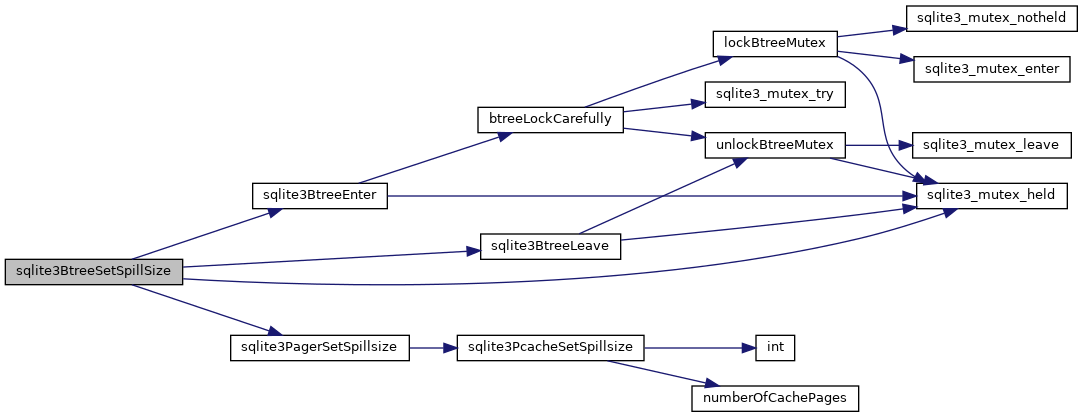 sqlite3_mutex_notheld
lockBtreeMutex
sqlite3_mutex_enter
sqlite3_mutex_try
btreeLockCarefully
unlockBtreeMutex
sqlite3_mutex_leave
sqlite3BtreeEnter
sqlite3_mutex_held
sqlite3BtreeLeave
sqlite3BtreeSetSpillSize
sqlite3PagerSetSpillsize
sqlite3PcacheSetSpillsize
int
numberOfCachePages